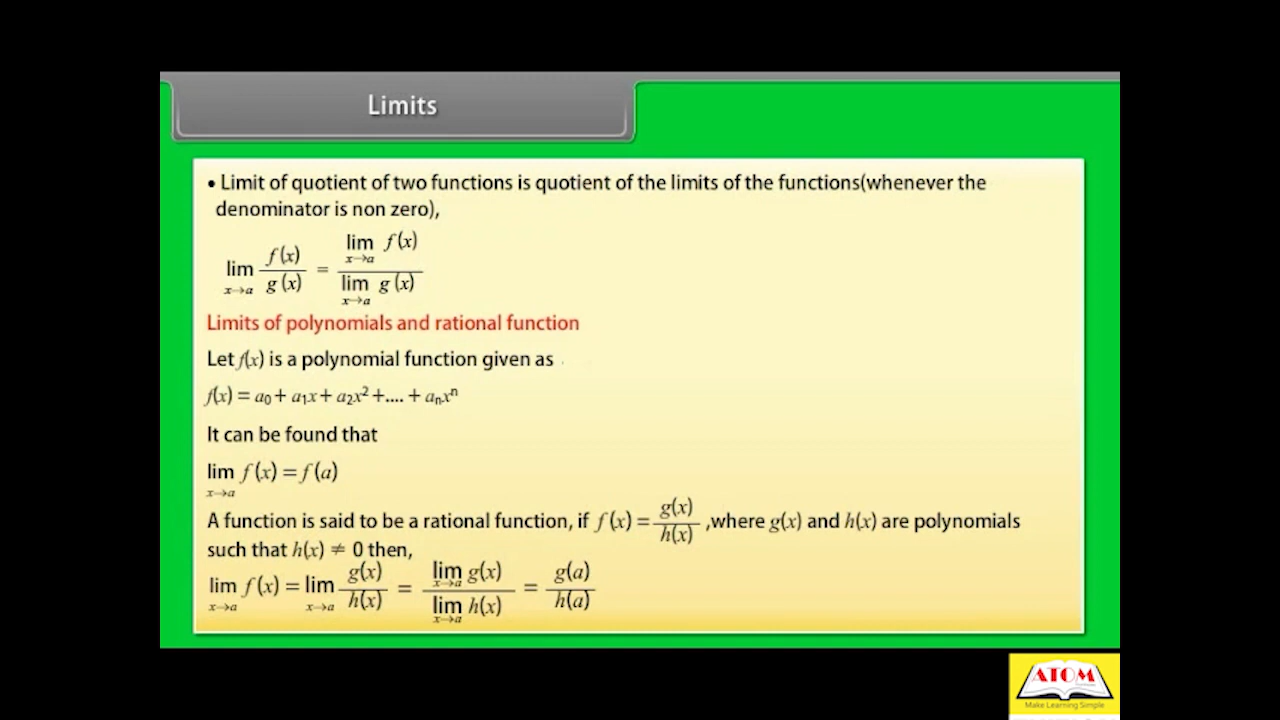 Limits
• Limit of quotient of two functions is quotient of the limits of the functions(whenever the
denominator is non zero),
lim x→a f(x)/g(x) = lim x→a f(x) / lim x→a g(x)
Limits of polynomials and rational function
Let f(x) is a polynomial function given as
f(x) = a₀ + a₁x + a₂x² +.... + aₙxⁿ
It can be found that
lim x→a f(x) = f(a)
A function is said to be a rational function, if f(x) = g(x)/h(x) ,where g(x) and h(x) are polynomials
such that h(x) ≠ 0 then,
lim x→a f(x) = lim x→a g(x)/h(x) = lim x→a g(x) / lim x→a h(x) = g(a)/h(a)
ATOM
Make Learning Simple